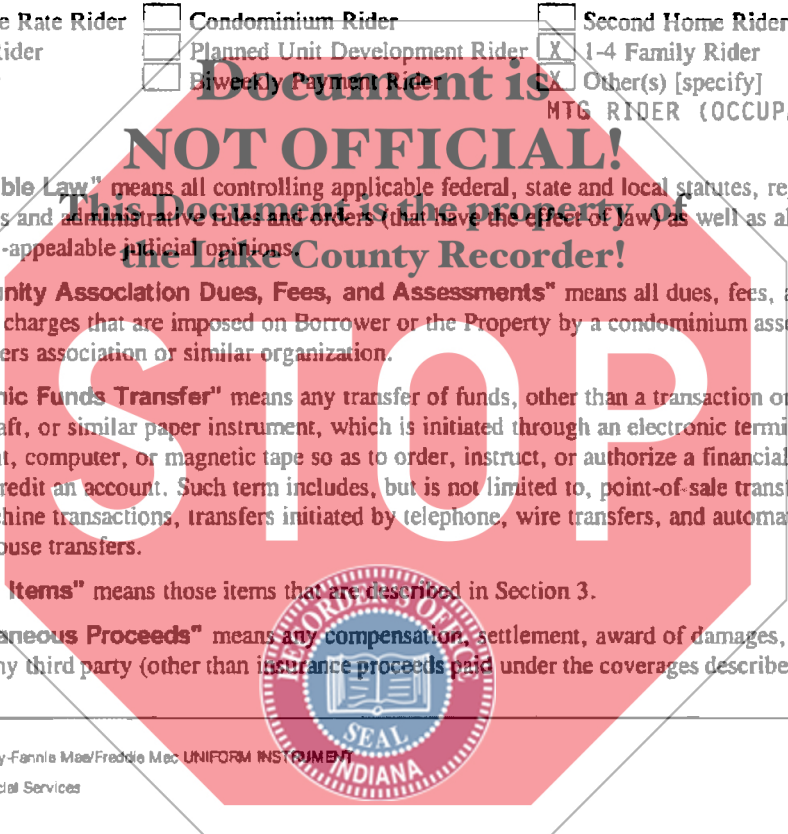 e Rate Rider Condominium Rider Second Home Rider
Rider Planned Unit Development Rider X 1-4 Family Rider
Biweekly Payment Rider X Other(s) [specify]
MTG RIDER (OCCUPA
Document is
NOT OFFICIAL!
This Document is the property of
the Lake County Recorder!
ble Law" means all controlling applicable federal, state and local statutes, re
s and administrative rules and orders (that have the effect of law) as well as al
-appealable judicial opinions.
nity Association Dues, Fees, and Assessments" means all dues, fees, a
charges that are imposed on Borrower or the Property by a condominium asso
ers association or similar organization.
nic Funds Transfer" means any transfer of funds, other than a transaction or
aft, or similar paper instrument, which is initiated through an electronic termi
t, computer, or magnetic tape so as to order, instruct, or authorize a financial
redit an account. Such term includes, but is not limited to, point-of-sale transf
chine transactions, transfers initiated by telephone, wire transfers, and automa
ouse transfers.
STOP
Items" means those items that are described in Section 3.
aneous Proceeds" means any compensation, settlement, award of damages,
ny third party (other than insurance proceeds paid under the coverages describe
RECORDER'S OFFICE
SEAL
INDIANA
y-Fannie Mae/Freddie Mac UNIFORM INSTRUMENT
cial Services